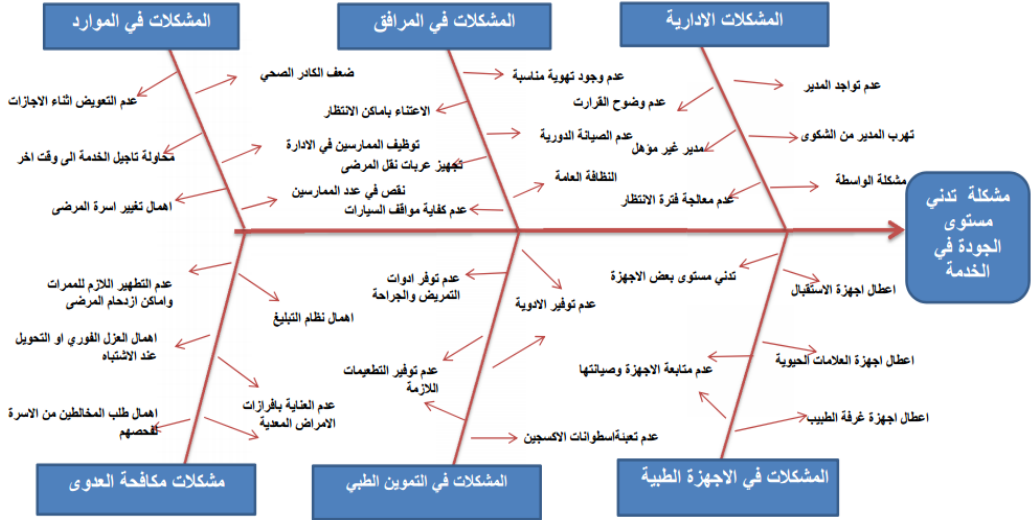 المشكلات الادارية
المشكلات في المرافق
المشكلات في الموارد
عدم تواجد المدير
عدم وضوح القرارت
تهرب المدير من الشكوى
مدير غير مؤهل
مشكلة الواسطة
عدم معالجة فترة الانتظار
عدم وجود تهوية مناسبة
الاعتناء باماكن الانتظار
عدم الصيانة الدورية
تجهيز عربات نقل المرضى
النظافة العامة
عدم كفاية مواقف السيارات
ضعف الكادر الصحي
عدم التعويض اثناء الاجازات
توظيف الممارسين في الادارة
محاولة تاجيل الخدمة الى وقت اخر
نقص في عدد الممارسين
اهمال تغيير اسرة المرضى
مشكلة تدني
مستوى
الجودة في
الخدمة
تدني مستوى بعض الاجهزة
اعطال اجهزة الاستقبال
اعطال اجهزة العلامات الحيوية
عدم متابعة الاجهزة وصيانتها
اعطال اجهزة غرفة الطبيب
عدم توفير الادوية
عدم توفر ادوات
التمريض والجراحة
عدم توفير التطعيمات
اللازمة
عدم تعبئةاسطوانات الاكسجين
عدم التطهير اللازم للممرات
واماكن ازدحام المرضى
اهمال نظام التبليغ
اهمال العزل الفوري او التحويل
عند الاشتباه
عدم العناية بافرازات
الامراض المعدية
اهمال طلب المخالطين من الاسرة
لفحصهم
المشكلات في الاجهزة الطبية
المشكلات في التموين الطبي
مشكلات مكافحة العدوى